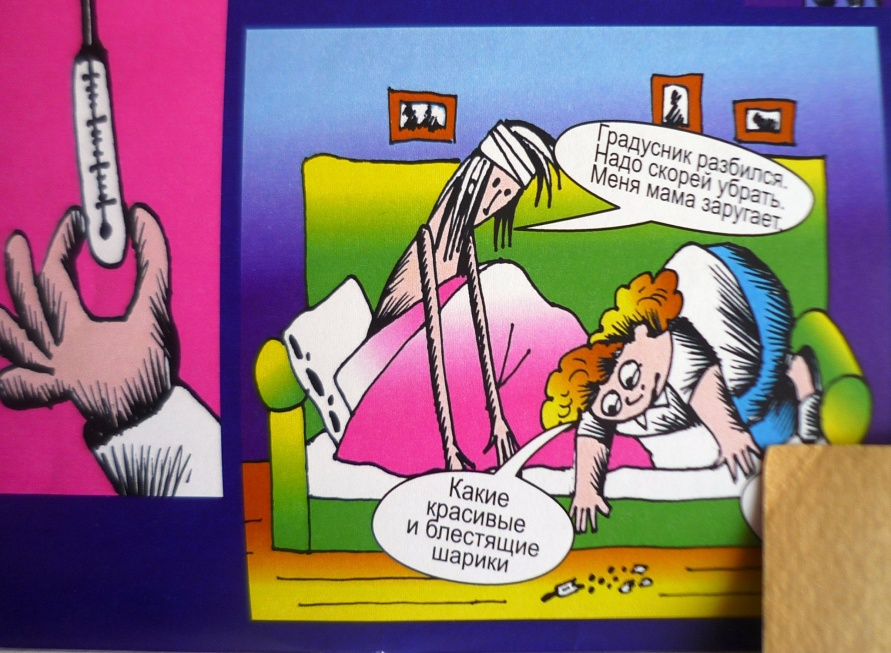 Градусник разбился.
Надо скорей убрать.
Меня мама заругает.
Какие
красивые
и блестящие
шарики